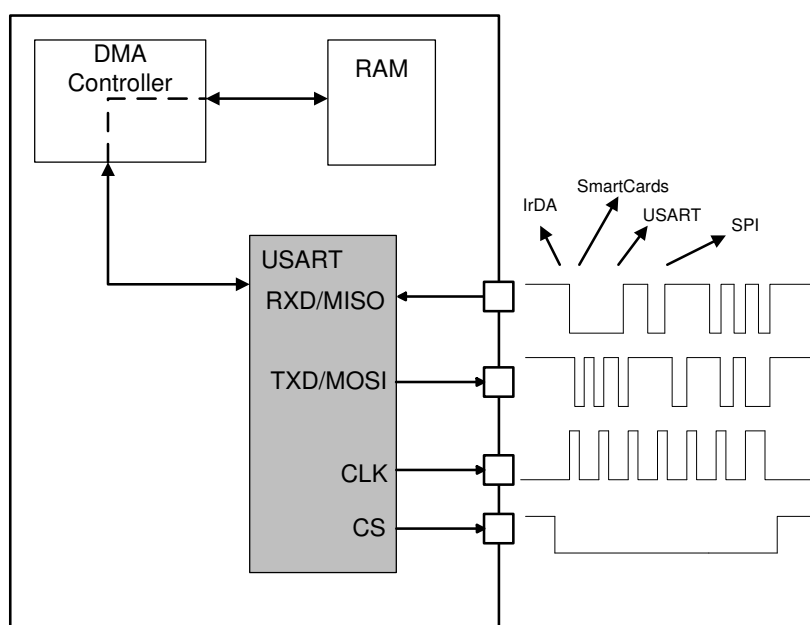 DMA
Controller
RAM
SmartCards
IrDA
USART
SPI
USART
RXD/MISO
TXD/MOSI
CLK
CS